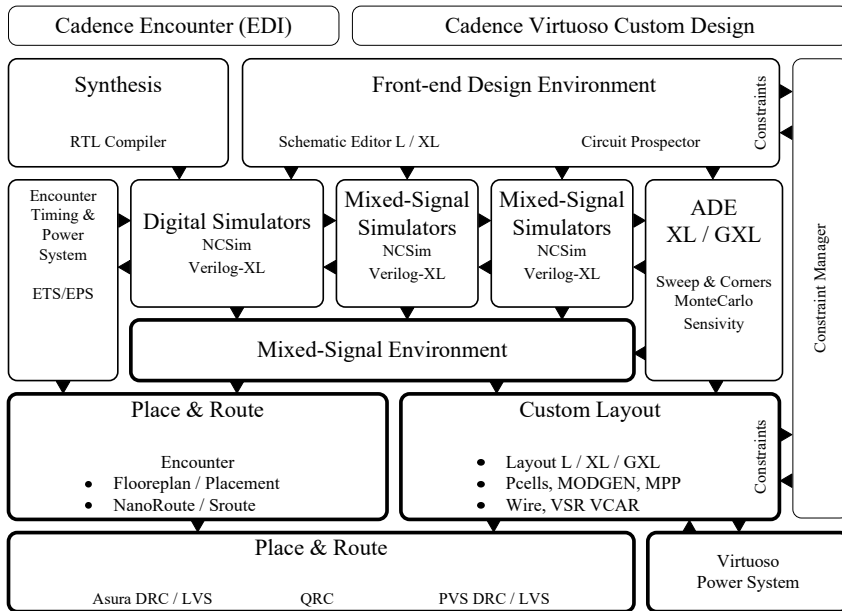 Cadence Encounter (EDI)
Cadence Virtuoso Custom Design
Synthesis
RTL Compiler
Front-end Design Environment
Schematic Editor L / XL
Circuit Prospector
Constraints
Constraint Manager
Encounter
Timing &
Power
System
ETS/EPS
Digital Simulators
NCSim
Verilog-XL
Mixed-Signal
Simulators
NCSim
Verilog-XL
Mixed-Signal
Simulators
NCSim
Verilog-XL
ADE
XL / GXL
Sweep & Corners
MonteCarlo
Sensivity
Mixed-Signal Environment
Place & Route
Encounter
• Flooreplan / Placement
• NanoRoute / Sroute
Custom Layout
• Layout L / XL / GXL
• Pcells, MODGEN, MPP
• Wire, VSR VCAR
Constraints
Place & Route
Asura DRC / LVS
QRC
PVS DRC / LVS
Virtuoso
Power System